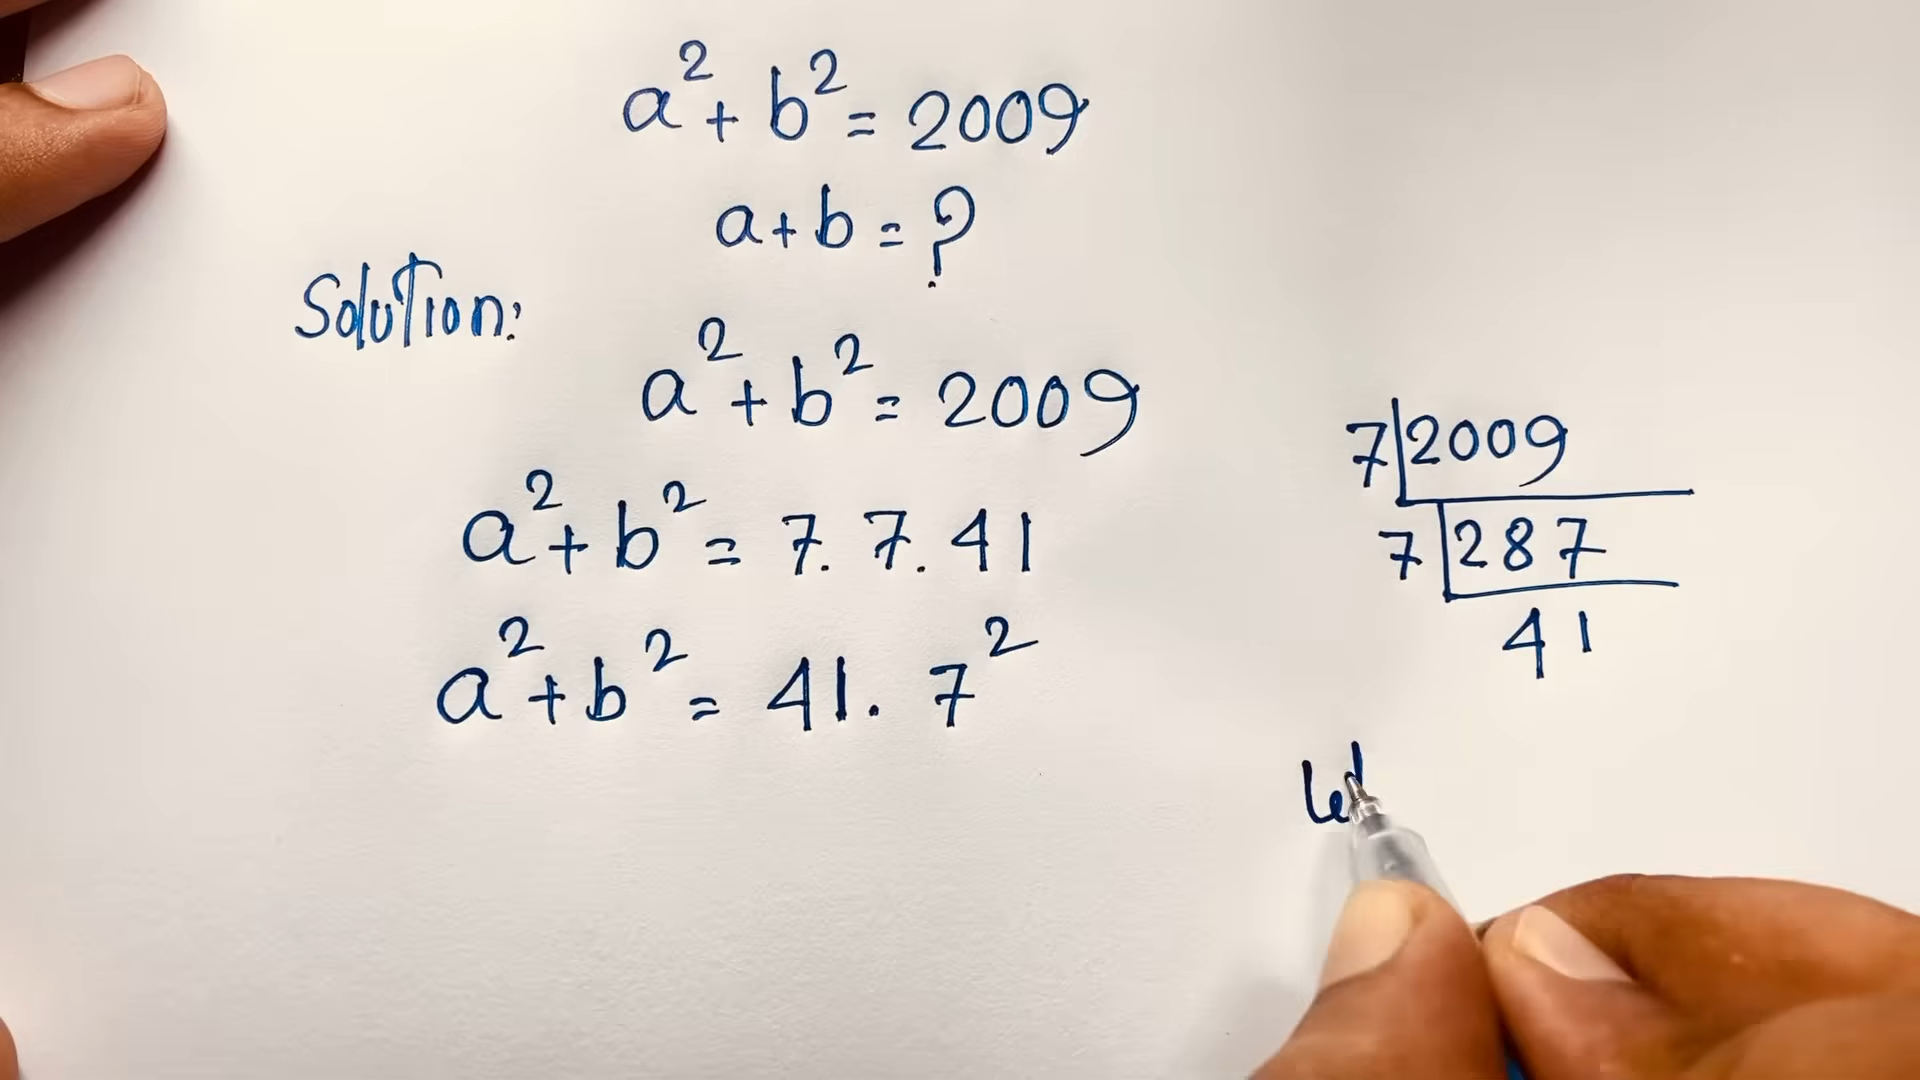 a² + b² = 2009
a + b = ?
Solution:
a² + b² = 2009
a² + b² = 7. 7. 41
a² + b² = 41. 7²
7|2009
7|287
41